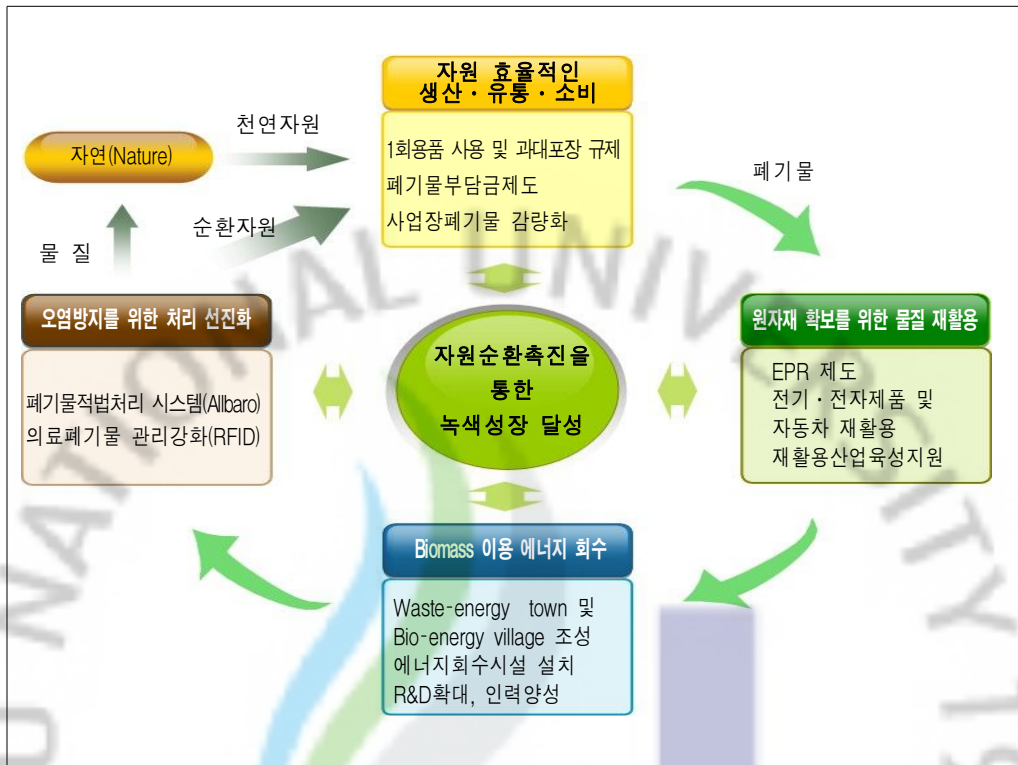 자원 효율적인
생산·유통·소비
1회용품 사용 및 과대포장 규제
폐기물부담금제도
사업장폐기물 감량화
천연자원
자연(Nature)
순환자원
물 질
폐기물
오염방지를 위한 처리 선진화
폐기물적법처리 시스템(Allbaro)
의료폐기물 관리강화(RFID)
자원순환촉진을
통한
녹색성장 달성
원자재 확보를 위한 물질 재활용
EPR 제도
전기·전자제품 및
자동차 재활용
재활용산업육성지원
Biomass 이용 에너지 회수
Waste-energy town 및
Bio-energy village 조성
에너지회수시설 설치
R&D확대, 인력양성
NATIONAL UNIVERSITY